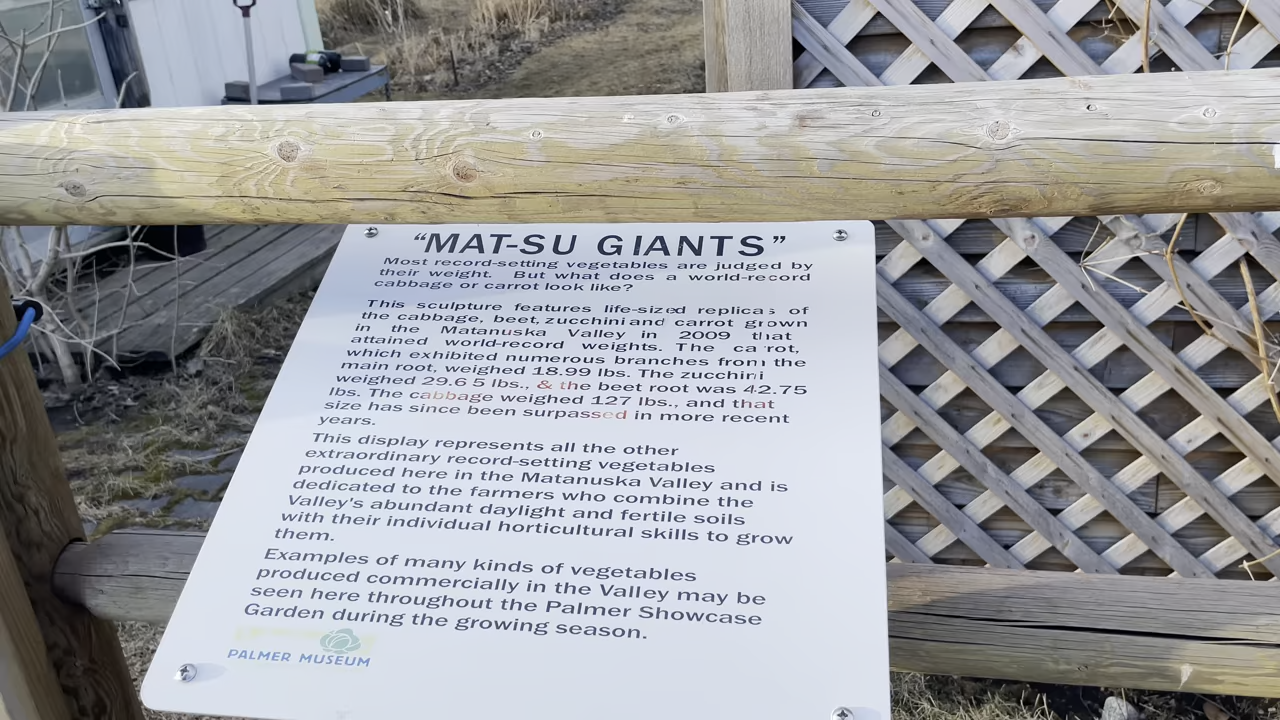 “MAT-SU GIANTS”
Most record-setting vegetables are judged by
their weight. But what does a world-record
cabbage or carrot look like?
This sculpture features life-sized replicas of
the cabbage, beet, zucchini and carrot grown
in the Matanuska Valley in 2009 that
attained world-record weights. The carrot,
which exhibited numerous branches from the
main root, weighed 18.99 lbs. The zucchini
weighed 29.65 lbs., & the beet root was 42.75
lbs. The cabbage weighed 127 lbs., and that
size has since been surpassed in more recent
years.
This display represents all the other
extraordinary record-setting vegetables
produced here in the Matanuska Valley and is
dedicated to the farmers who combine the
Valley's abundant daylight and fertile soils
with their individual horticultural skills to grow
them.
Examples of many kinds of vegetables
produced commercially in the Valley may be
seen here throughout the Palmer Showcase
Garden during the growing season.
PALMER MUSEUM